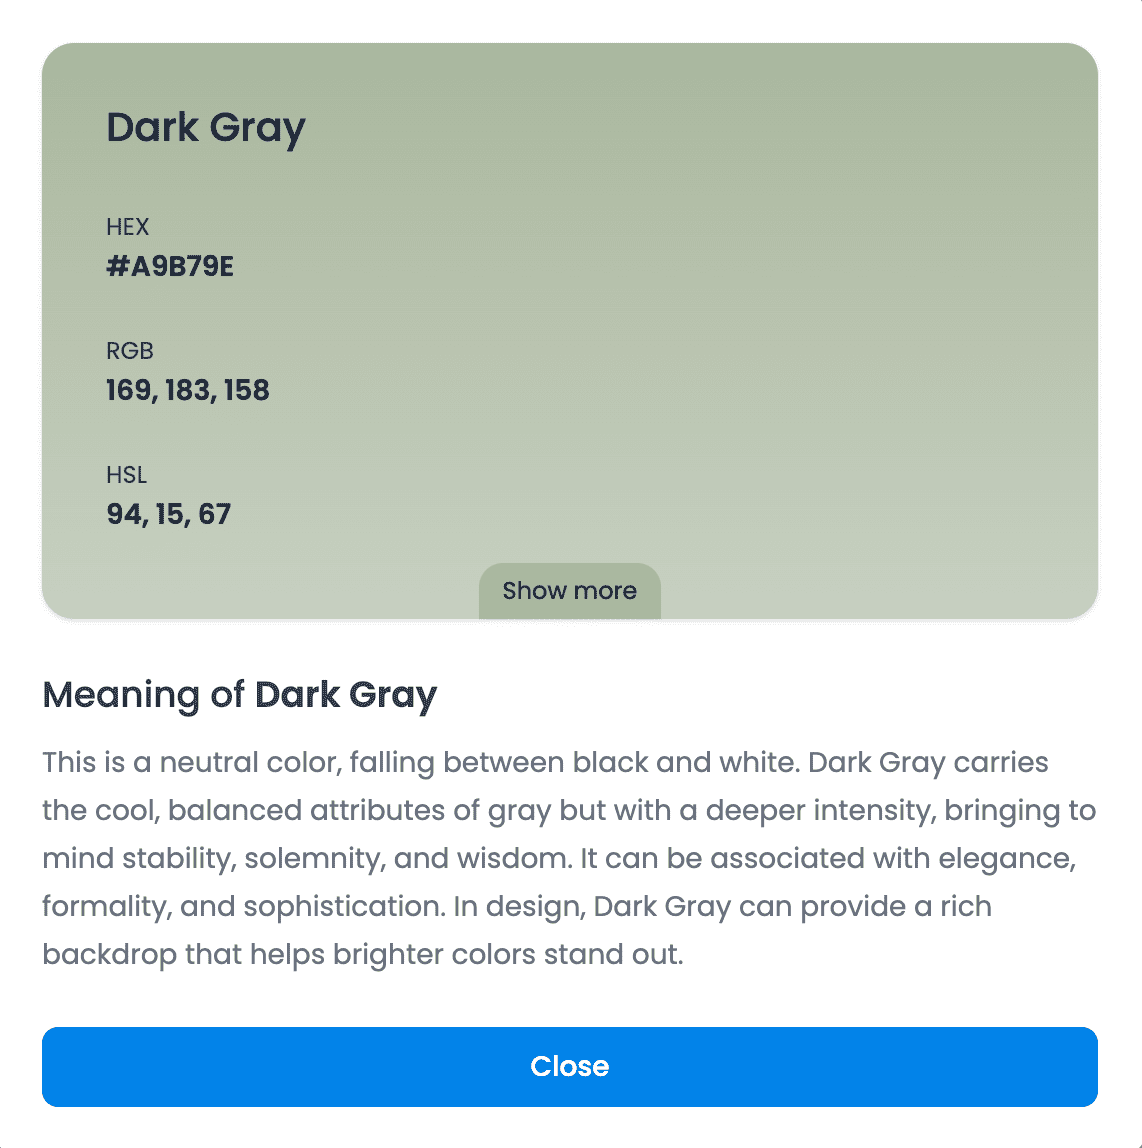 Dark Gray
HEX
#A9B79E
RGB
169, 183, 158
HSL
94, 15, 67
Show more
Meaning of Dark Gray
This is a neutral color, falling between black and white. Dark Gray carries
the cool, balanced attributes of gray but with a deeper intensity, bringing to
mind stability, solemnity, and wisdom. It can be associated with elegance,
formality, and sophistication. In design, Dark Gray can provide a rich
backdrop that helps brighter colors stand out.
Close